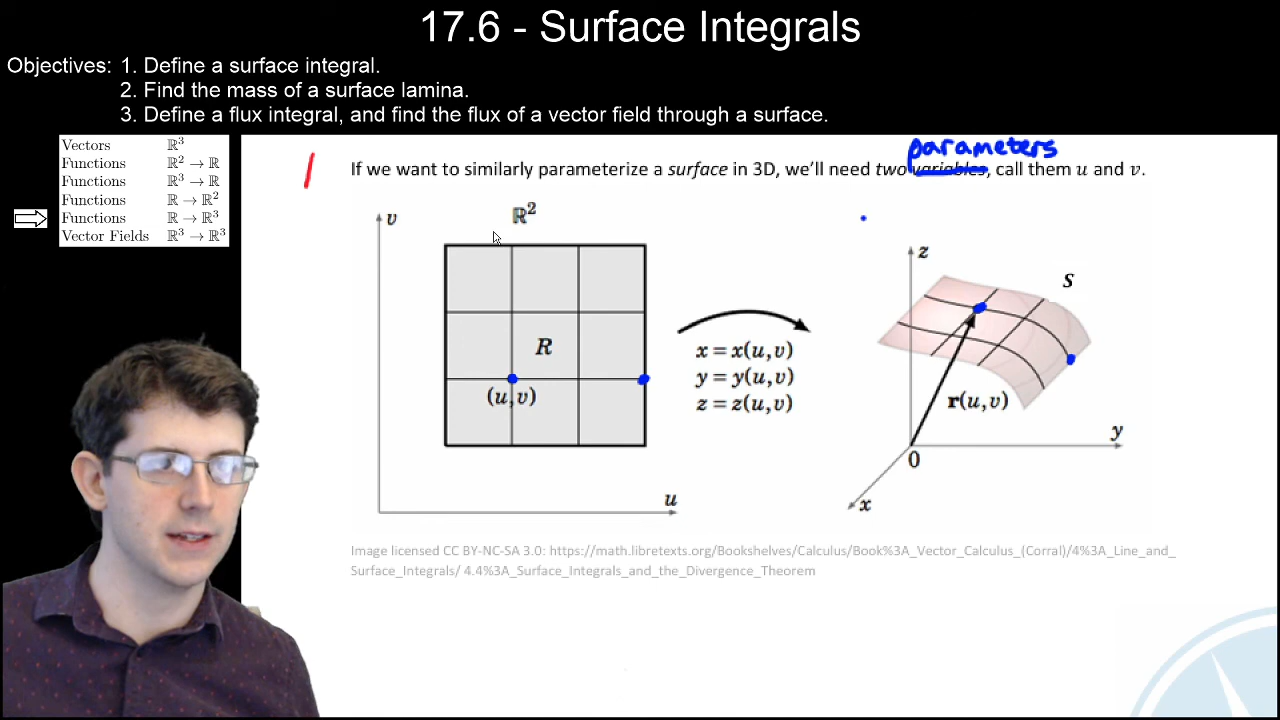 17.6 - Surface Integrals
Objectives: 1. Define a surface integral.
2. Find the mass of a surface lamina.
3. Define a flux integral, and find the flux of a vector field through a surface.
Vectors ℝ³
Functions ℝ² → ℝ
Functions ℝ³ → ℝ
Functions ℝ → ℝ²
Functions ℝ → ℝ³
Vector Fields ℝ³ → ℝ³
parameters
If we want to similarly parameterize a surface in 3D, we’ll need two variables, call them u and v.
v
ℝ²
R
(u,v)
u
x = x(u,v)
y = y(u,v)
z = z(u,v)
z
S
r(u,v)
y
0
x
Image licensed CC BY-NC-SA 3.0: https://math.libretexts.org/Bookshelves/Calculus/Book%3A_Vector_Calculus_(Corral)/4%3A_Line_and_
Surface_Integrals/ 4.4%3A_Surface_Integrals_and_the_Divergence_Theorem